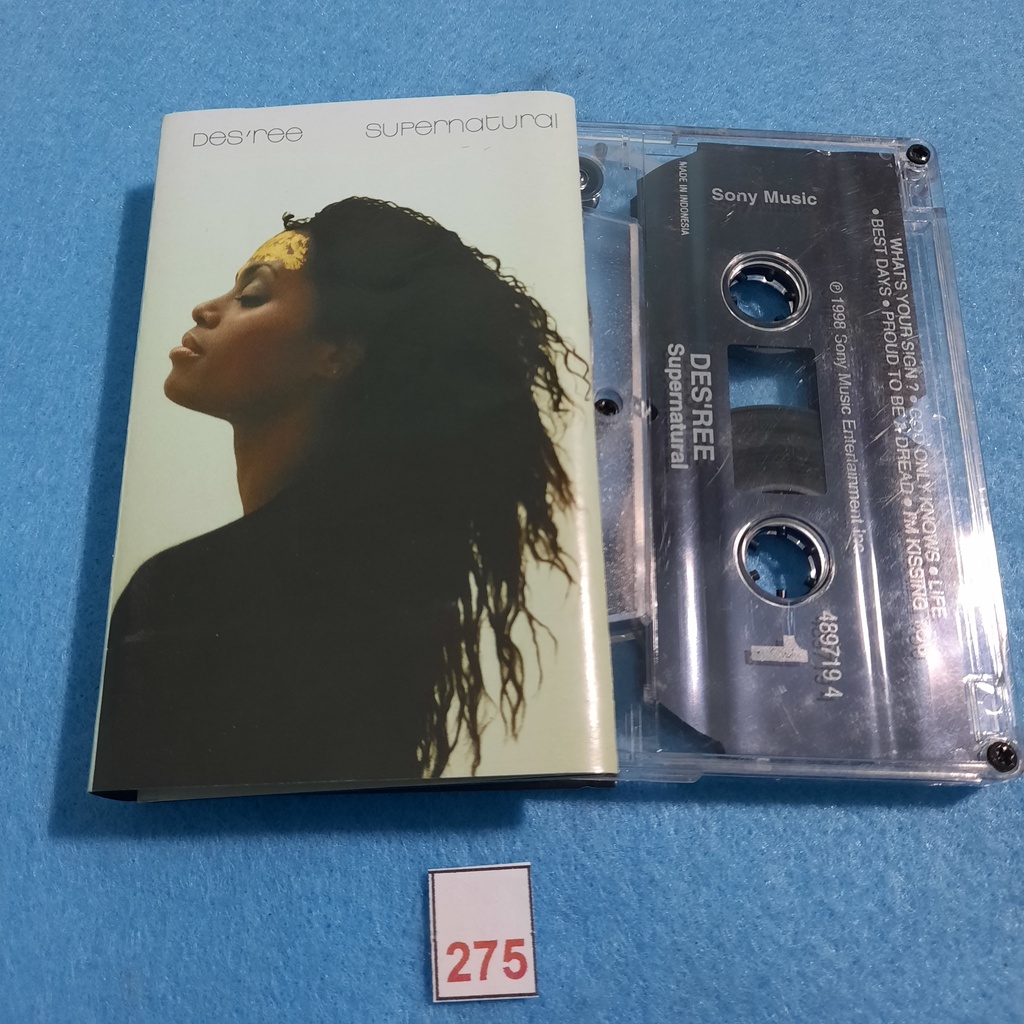 Des'ree Supernatural
MADE IN INDONESIA
Sony Music
DES'REE
Supernatural
℗ 1998 Sony Music Entertainment Inc.
WHAT'S YOUR SIGN ? • GOD ONLY KNOWS • LIFE
• BEST DAYS • PROUD TO BE A DREAD • I'M KISSING YOU
489719 4
1
275